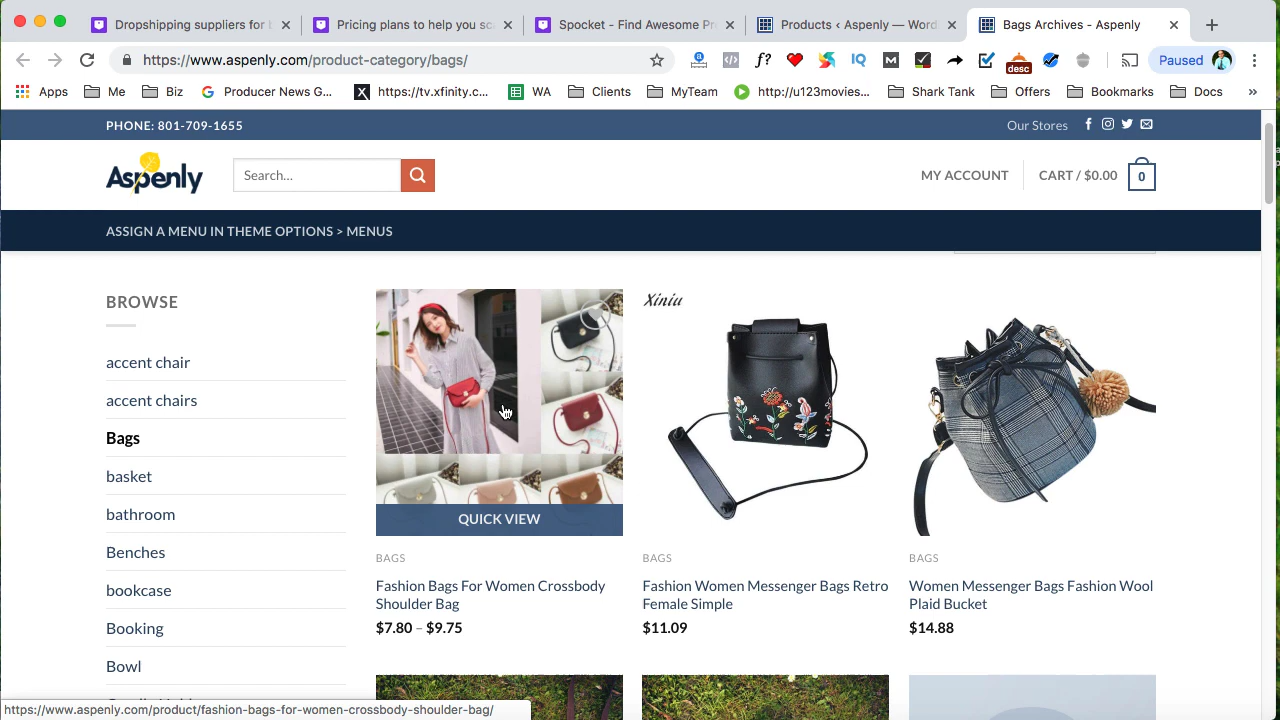 Dropshipping suppliers for
Pricing plans to help you sc
Spocket - Find Awesome Pr
Products ‹ Aspenly — Word
Bags Archives - Aspenly
https://www.aspenly.com/product-category/bags/
f?
IQ
M
desc
Paused
Apps
Me
Biz
Producer News G...
https://tv.xfinity.c...
WA
Clients
MyTeam
http://u123movies...
Shark Tank
Offers
Bookmarks
Docs
»
PHONE: 801-709-1655
Our Stores
Aspenly
Search...
MY ACCOUNT
CART / $0.00
0
ASSIGN A MENU IN THEME OPTIONS > MENUS
BROWSE
accent chair
accent chairs
Bags
basket
bathroom
Benches
bookcase
Booking
Bowl
QUICK VIEW
BAGS
Fashion Bags For Women Crossbody
Shoulder Bag
$7.80 – $9.75
Xiniu
BAGS
Fashion Women Messenger Bags Retro
Female Simple
$11.09
BAGS
Women Messenger Bags Fashion Wool
Plaid Bucket
$14.88
https://www.aspenly.com/product/fashion-bags-for-women-crossbody-shoulder-bag/